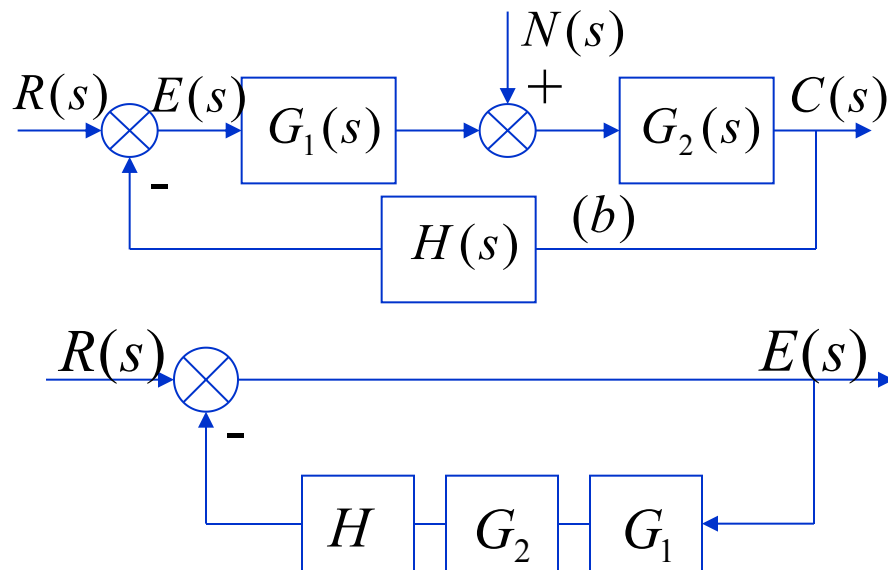 N(s)
R(s) E(s) G₁(s) + G₂(s) C(s)
-
H(s) (b)
R(s) E(s)
-
H G₂ G₁